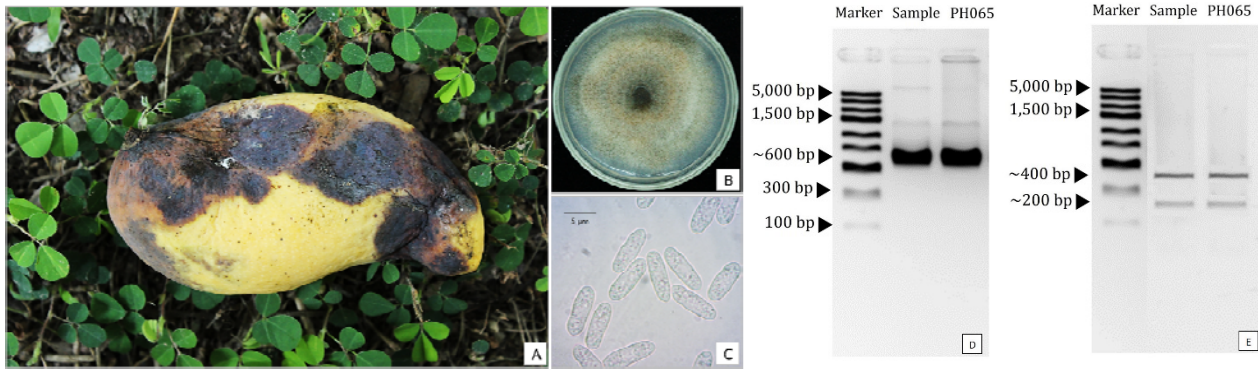 A
B
5 µm
C
Marker Sample PH065
5,000 bp
1,500 bp
~600 bp
300 bp
100 bp
D
Marker Sample PH065
5,000 bp
1,500 bp
~400 bp
~200 bp
E